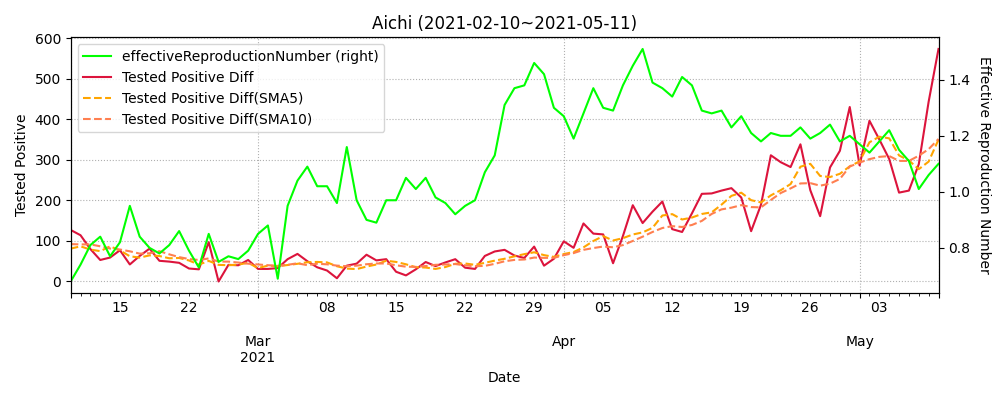 Aichi (2021-02-10~2021-05-11)
effectiveReproductionNumber (right)
Tested Positive Diff
Tested Positive Diff(SMA5)
Tested Positive Diff(SMA10)
Tested Positive
600
500
400
300
200
100
0
1.4
1.2
1.0
0.8
Effective Reproduction Number
15 22 08 15 22 29 05 12 19 26 03
Mar Apr May
2021
Date